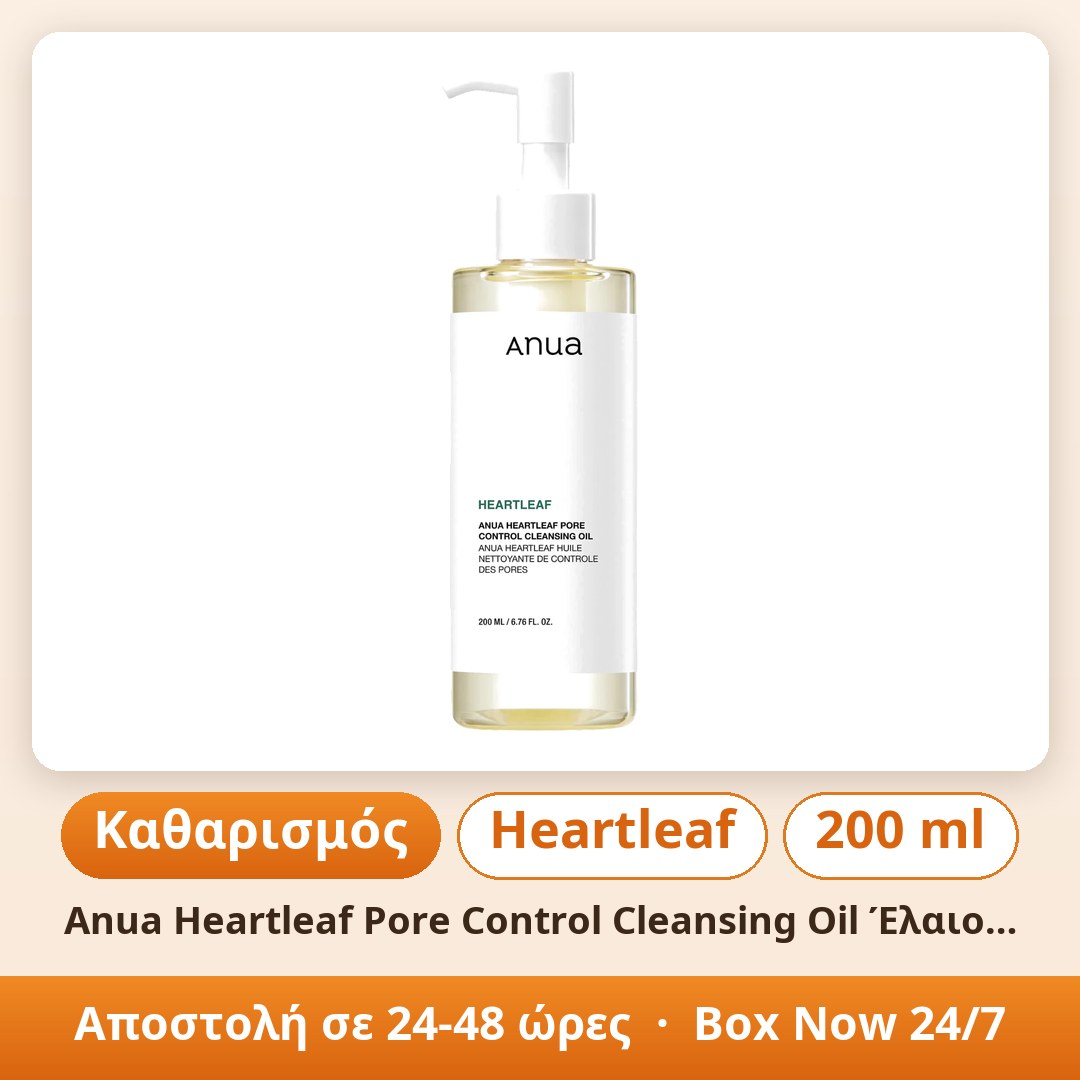 Anua
HEARTLEAF
ANUA HEARTLEAF PORE
CONTROL CLEANSING OIL
ANUA HEARTLEAF HUILE
NETTOYANTE DE CONTROLE
DES PORES
200 ML / 6.76 FL. OZ.
Καθαρισμός Heartleaf 200 ml
Anua Heartleaf Pore Control Cleansing Oil Έλαιο...
Αποστολή σε 24-48 ώρες · Box Now 24/7